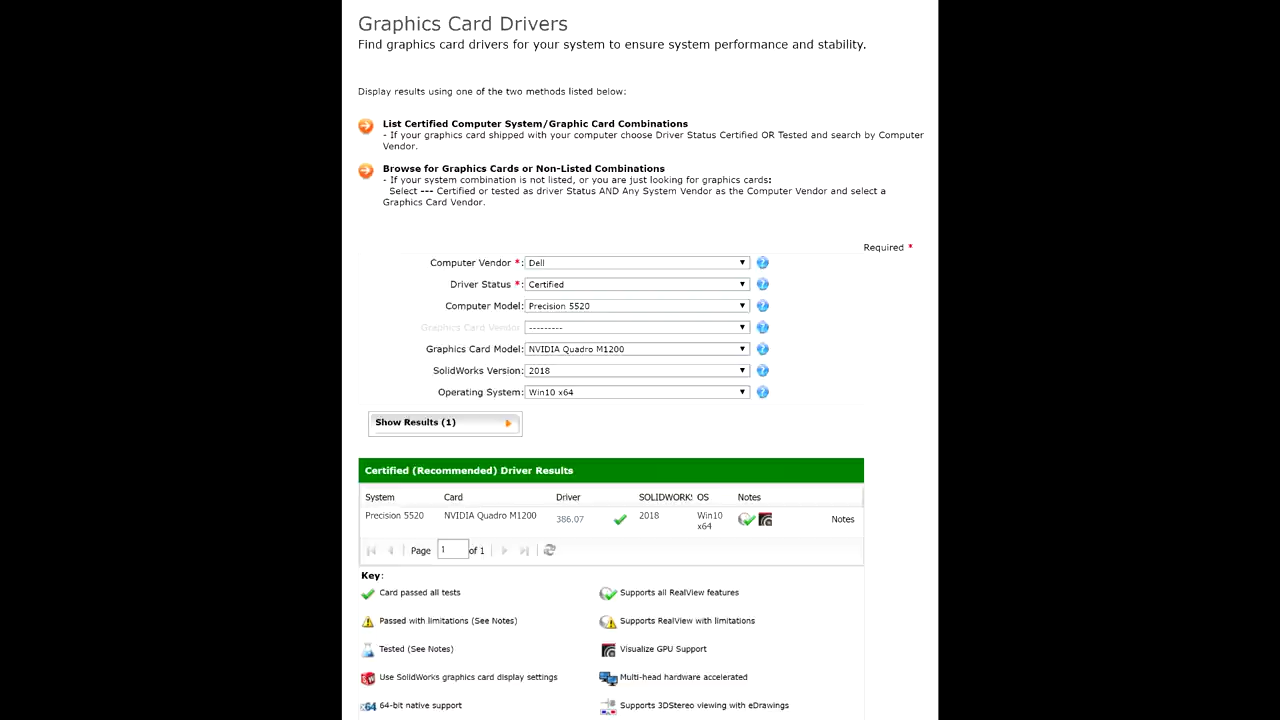 Graphics Card Drivers
Find graphics card drivers for your system to ensure system performance and stability.
Display results using one of the two methods listed below:
List Certified Computer System/Graphic Card Combinations
- If your graphics card shipped with your computer choose Driver Status Certified OR Tested and search by Computer
Vendor.
Browse for Graphics Cards or Non-Listed Combinations
- If your system combination is not listed, or you are just looking for graphics cards:
Select --- Certified or tested as driver Status AND Any System Vendor as the Computer Vendor and select a
Graphics Card Vendor.
Required *
Computer Vendor *: Dell
Driver Status *: Certified
Computer Model: Precision 5520
Graphics Card Vendor ---------
Graphics Card Model: NVIDIA Quadro M1200
SolidWorks Version: 2018
Operating System: Win10 x64
Show Results (1)
Certified (Recommended) Driver Results
System Card Driver SOLIDWORKS OS Notes
Precision 5520 NVIDIA Quadro M1200 386.07 2018 Win10 x64 Notes
Page 1 of 1
Key:
Card passed all tests Supports all RealView features
Passed with limitations (See Notes) Supports RealView with limitations
Tested (See Notes) Visualize GPU Support
Use SolidWorks graphics card display settings Multi-head hardware accelerated
x64 64-bit native support Supports 3DStereo viewing with eDrawings